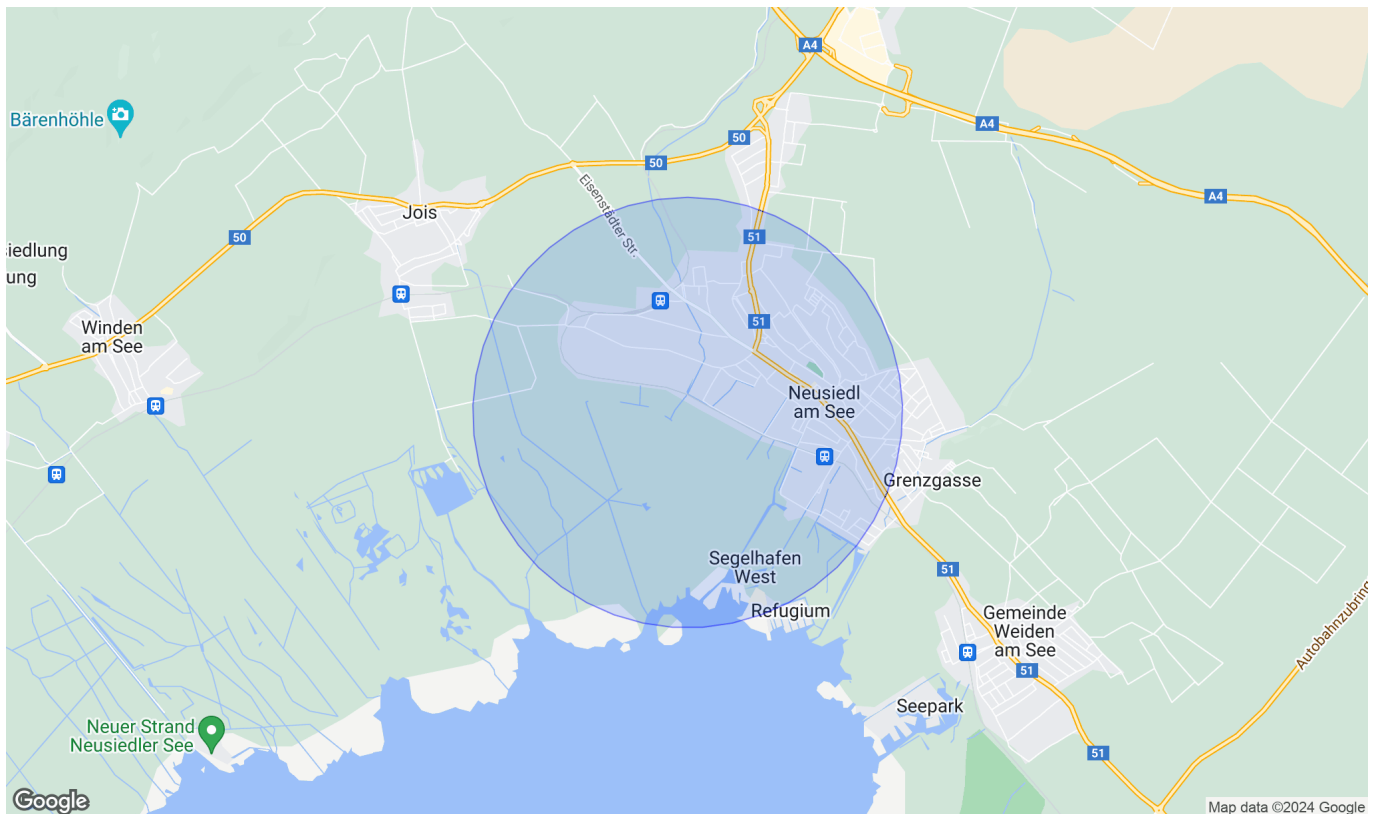 A4
Bärenhöhle
A4
50
50
Eisenstädter Str.
A4
Jois
50
51
siedlung
ung
51
Winden
am See
Neusiedl
am See
Grenzgasse
Segelhafen
West
51
Refugium
Gemeinde
Weiden
am See
Autobahnzubring
51
Seepark
Neuer Strand
Neusiedler See
51
Google
Map data ©2024 Google